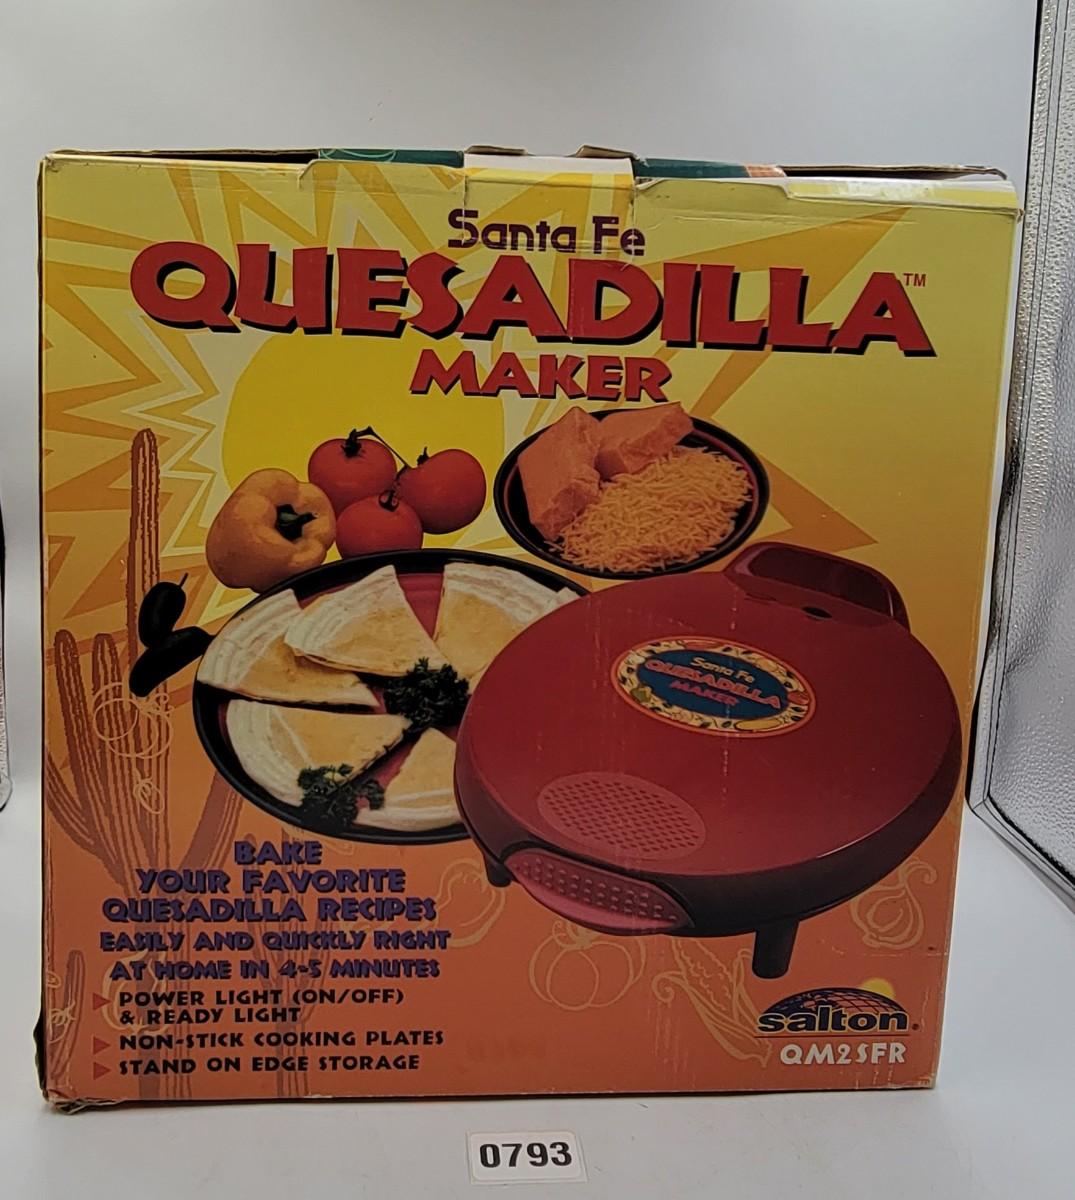 Santa Fe
QUESADILLA™
MAKER
Santa Fe
QUESADILLA
MAKER
BAKE
YOUR FAVORITE
QUESADILLA RECIPES
EASILY AND QUICKLY RIGHT
AT HOME IN 4-5 MINUTES
POWER LIGHT (ON/OFF)
& READY LIGHT
NON-STICK COOKING PLATES
STAND ON EDGE STORAGE
salton®
QM2SFR
0793